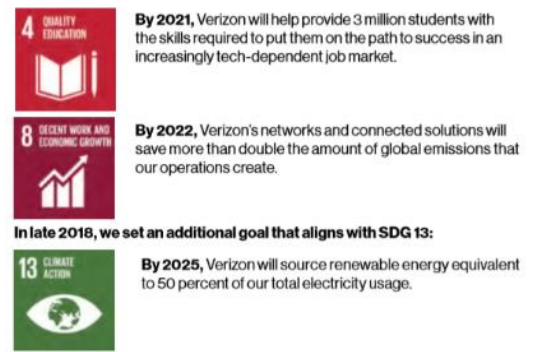 4 QUALITY
EDUCATION
By 2021, Verizon will help provide 3 million students with
the skills required to put them on the path to success in an
increasingly tech-dependent job market.
8 DECENT WORK AND
ECONOMIC GROWTH
By 2022, Verizon's networks and connected solutions will
save more than double the amount of global emissions that
our operations create.
In late 2018, we set an additional goal that aligns with SDG 13:
13 CLIMATE
ACTION
By 2025, Verizon will source renewable energy equivalent
to 50 percent of our total electricity usage.